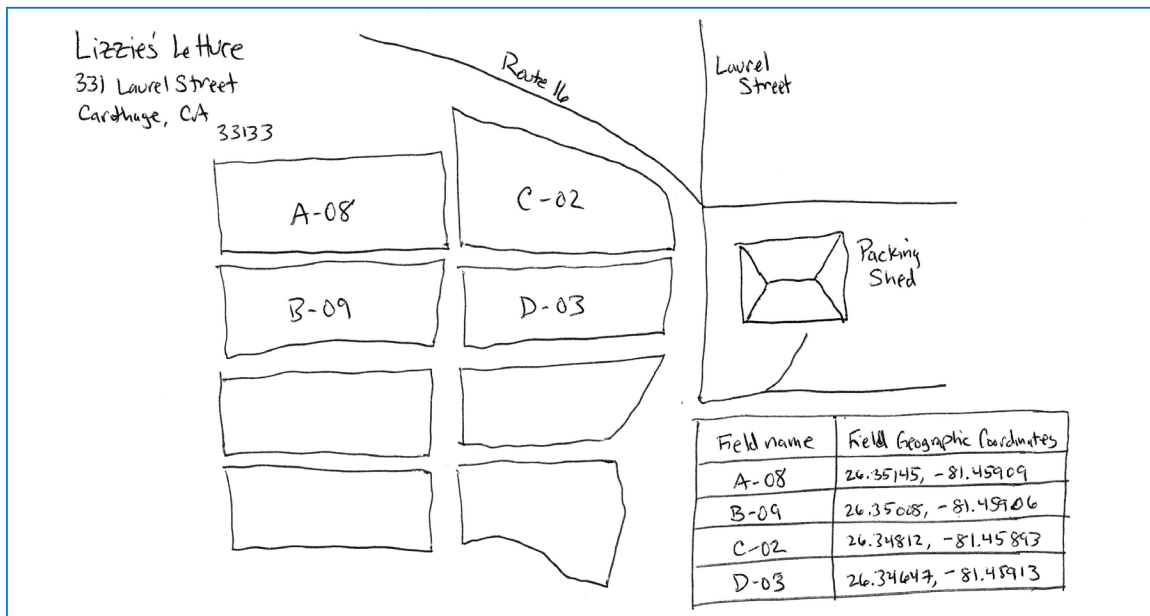 Lizzie's Lettuce
331 Laurel Street
Carthage, CA
33133
Route 16
Laurel
Street
A-08
C-02
B-09
D-03
Packing
Shed
Field name Field Geographic Coordinates
A-08 26.35145, -81.45909
B-09 26.35008, -81.45906
C-02 26.34812, -81.45893
D-03 26.34647, -81.45913